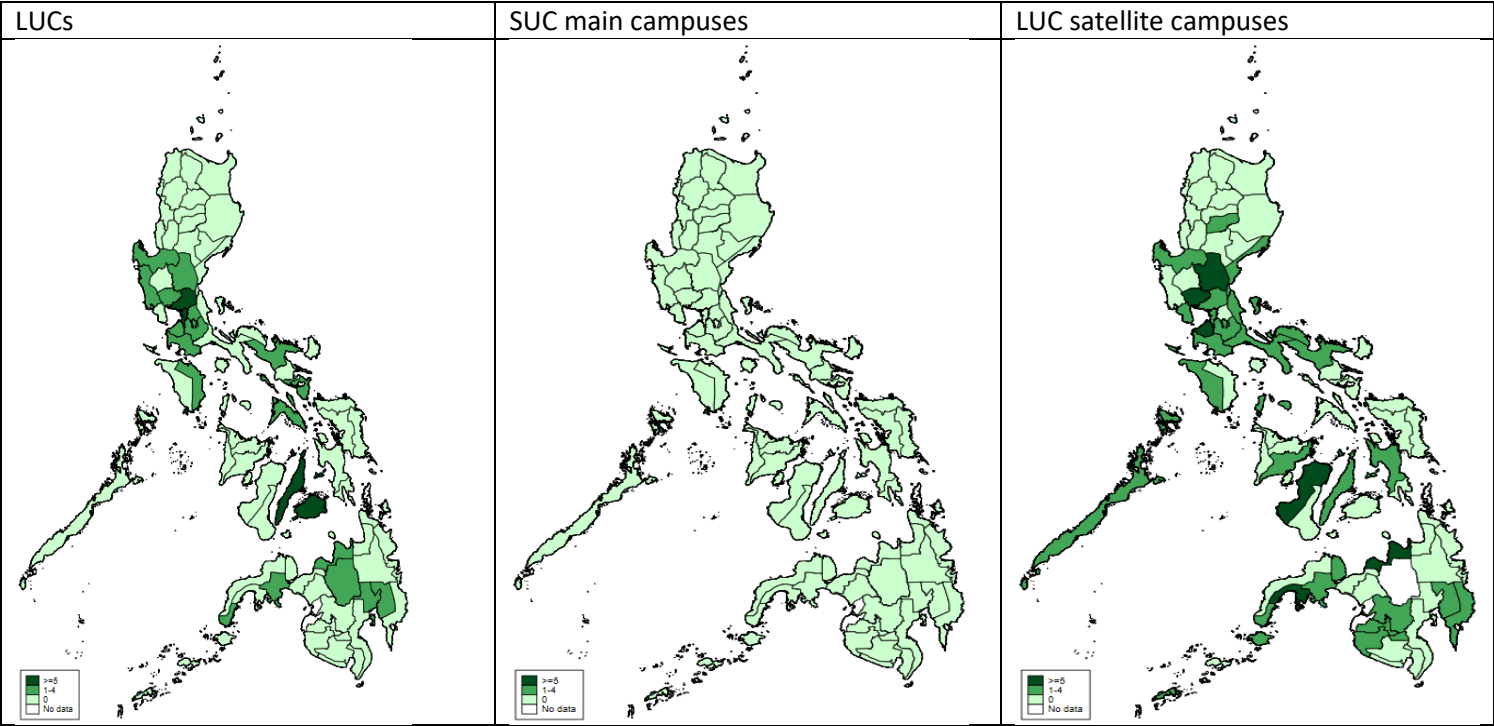 LUCs
SUC main campuses
LUC satellite campuses
>=5
1-4
0
No data
>=5
1-4
0
No data
>=5
1-4
0
No data